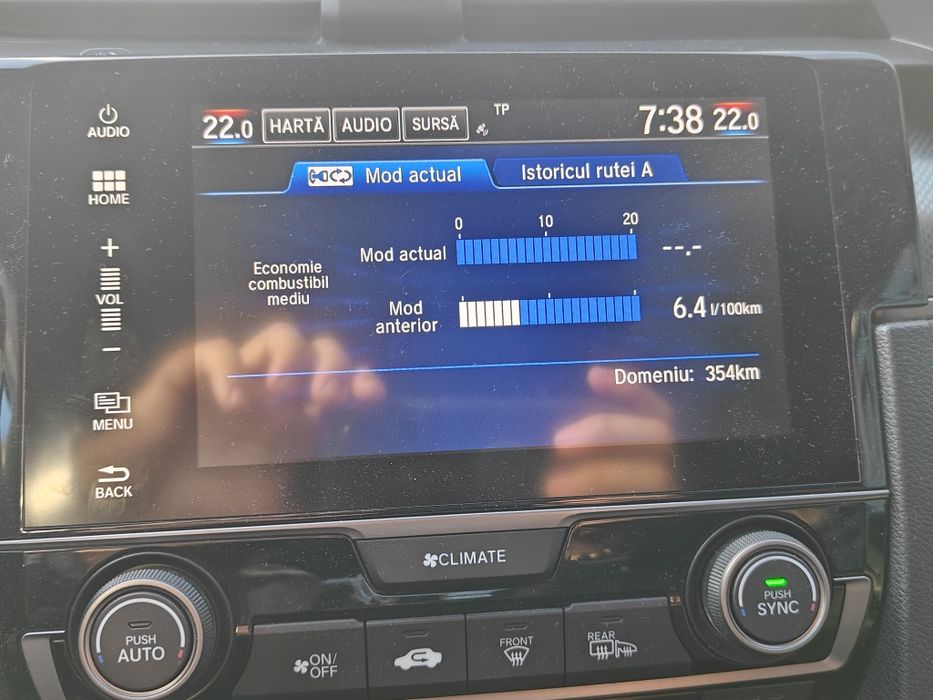 AUDIO
HOME
+
VOL
−
MENU
BACK
22.0 HARTĂ AUDIO SURSĂ TP 7:38 22.0
Mod actual Istoricul rutei A
0 10 20
Economie
combustibil
mediu
Mod actual --.-
Mod
anterior
6.4 l/100km
Domeniu: 354km
CLIMATE
PUSH
AUTO
ON/
OFF
FRONT
REAR
PUSH
SYNC